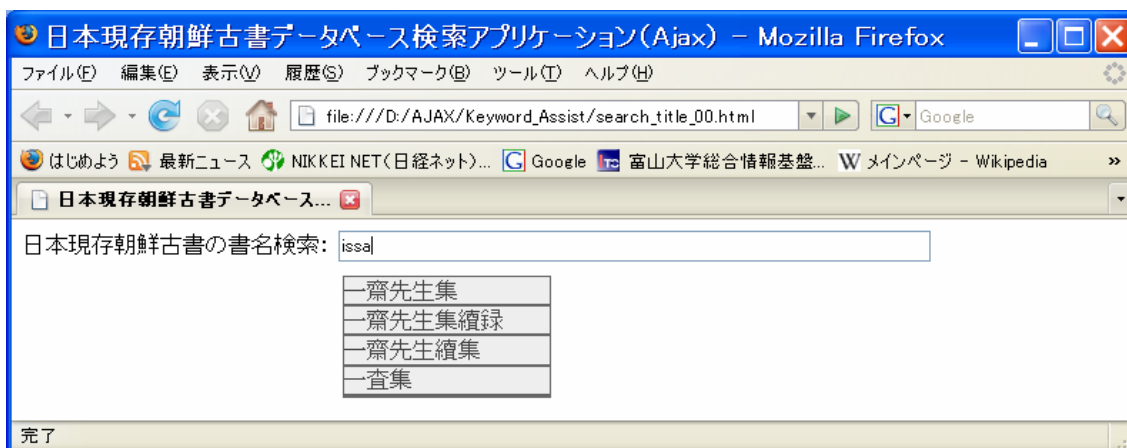 日本現存朝鮮古書データベース検索アプリケーション(Ajax) - Mozilla Firefox
ファイル(F) 編集(E) 表示(V) 履歴(S) ブックマーク(B) ツール(T) ヘルプ(H)
file:///D:/AJAX/Keyword_Assist/search_title_00.html G Google
はじめよう 最新ニュース NIKKEI NET(日経ネット)... G Google 富山大学総合情報基盤... W メインページ - Wikipedia »
日本現存朝鮮古書データベース...
日本現存朝鮮古書の書名検索: issa
一齋先生集
一齋先生集續録
一齋先生續集
一査集
完了